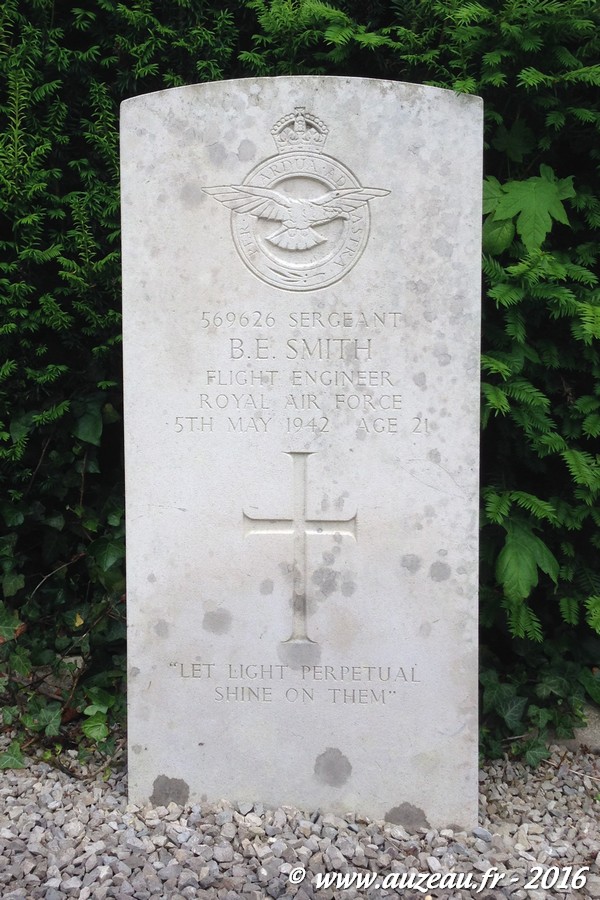 PER ARDUA AD ASTRA
569626 SERGEANT
B.E. SMITH
FLIGHT ENGINEER
ROYAL AIR FORCE
5TH MAY 1942 AGE 21
"LET LIGHT PERPETUAL
SHINE ON THEM"
© www.auzeau.fr - 2016